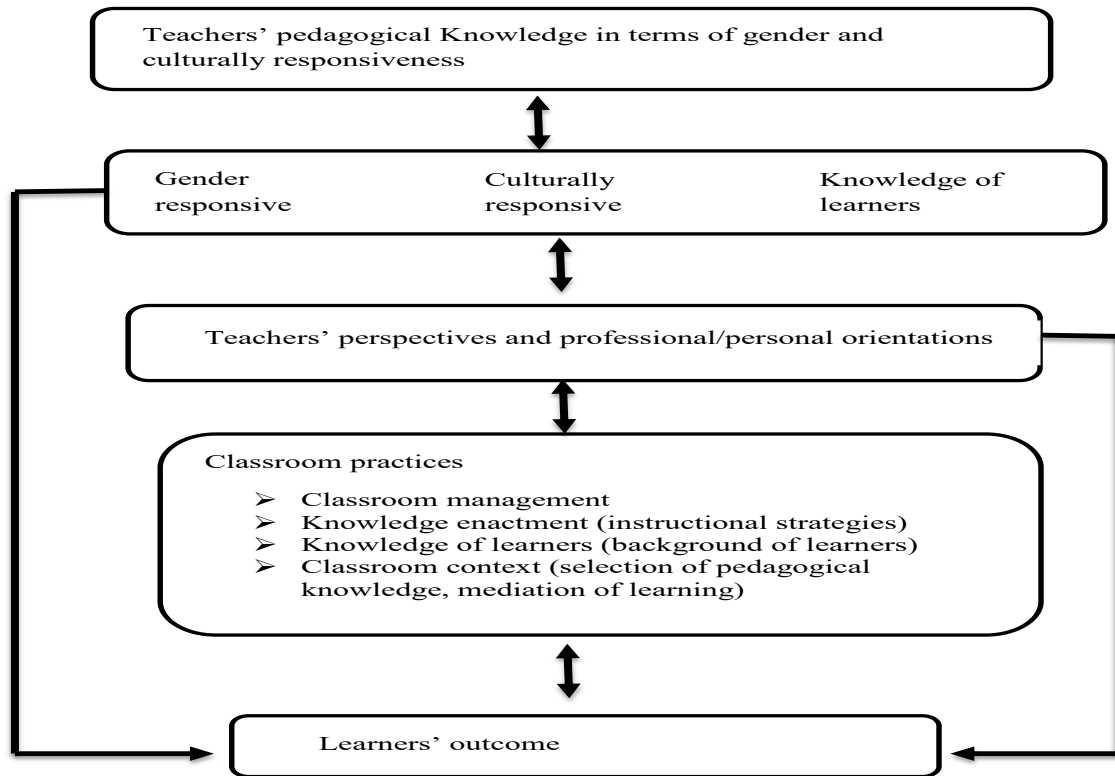 Teachers’ pedagogical Knowledge in terms of gender and
culturally responsiveness
Gender
responsive
Culturally
responsive
Knowledge of
learners
Teachers’ perspectives and professional/personal orientations
Classroom practices
➢ Classroom management
➢ Knowledge enactment (instructional strategies)
➢ Knowledge of learners (background of learners)
➢ Classroom context (selection of pedagogical
knowledge, mediation of learning)
Learners’ outcome